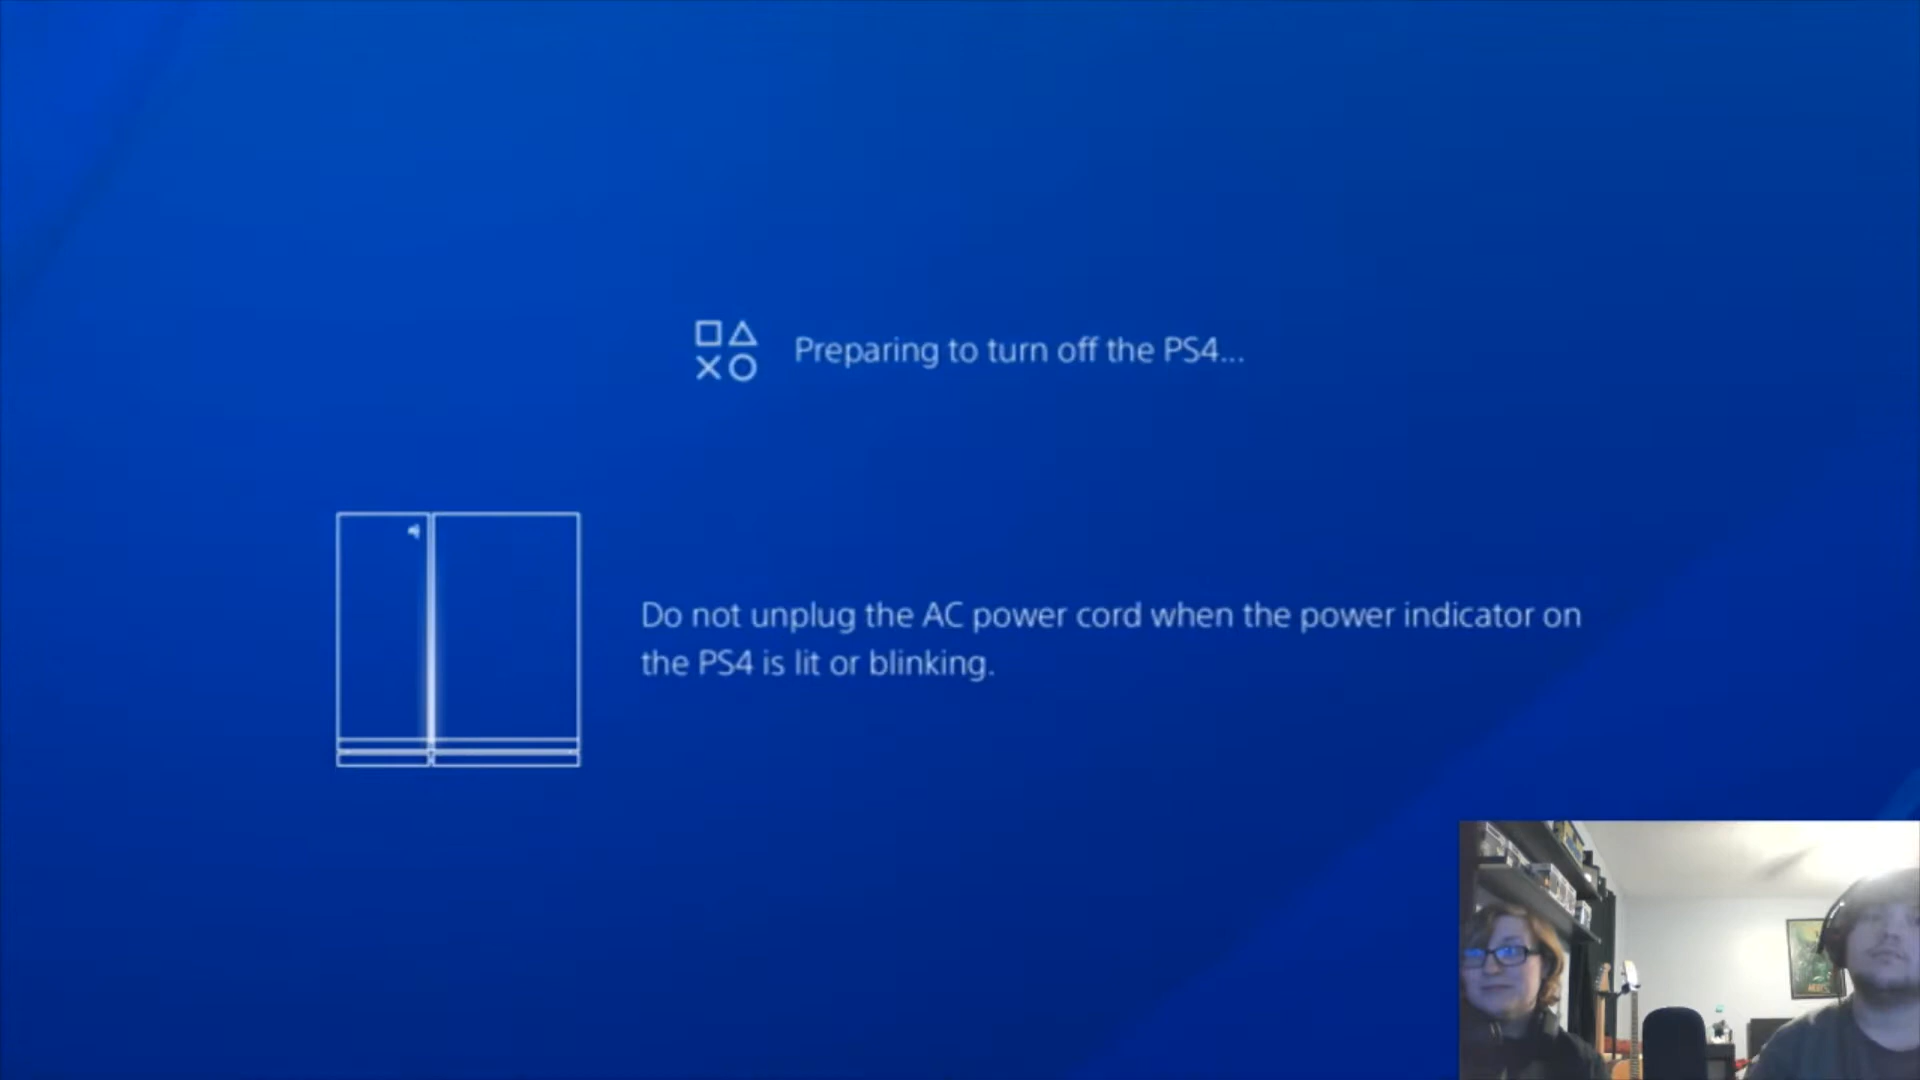 Preparing to turn off the PS4...
Do not unplug the AC power cord when the power indicator on
the PS4 is lit or blinking.